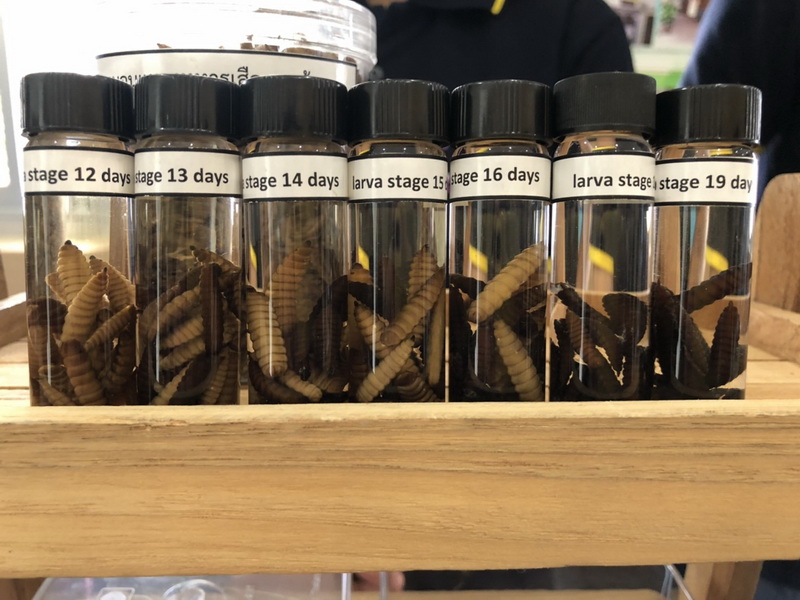 stage 12 days
stage 13 days
stage 14 days
larva stage 15
stage 16 days
larva stage
stage 19 day